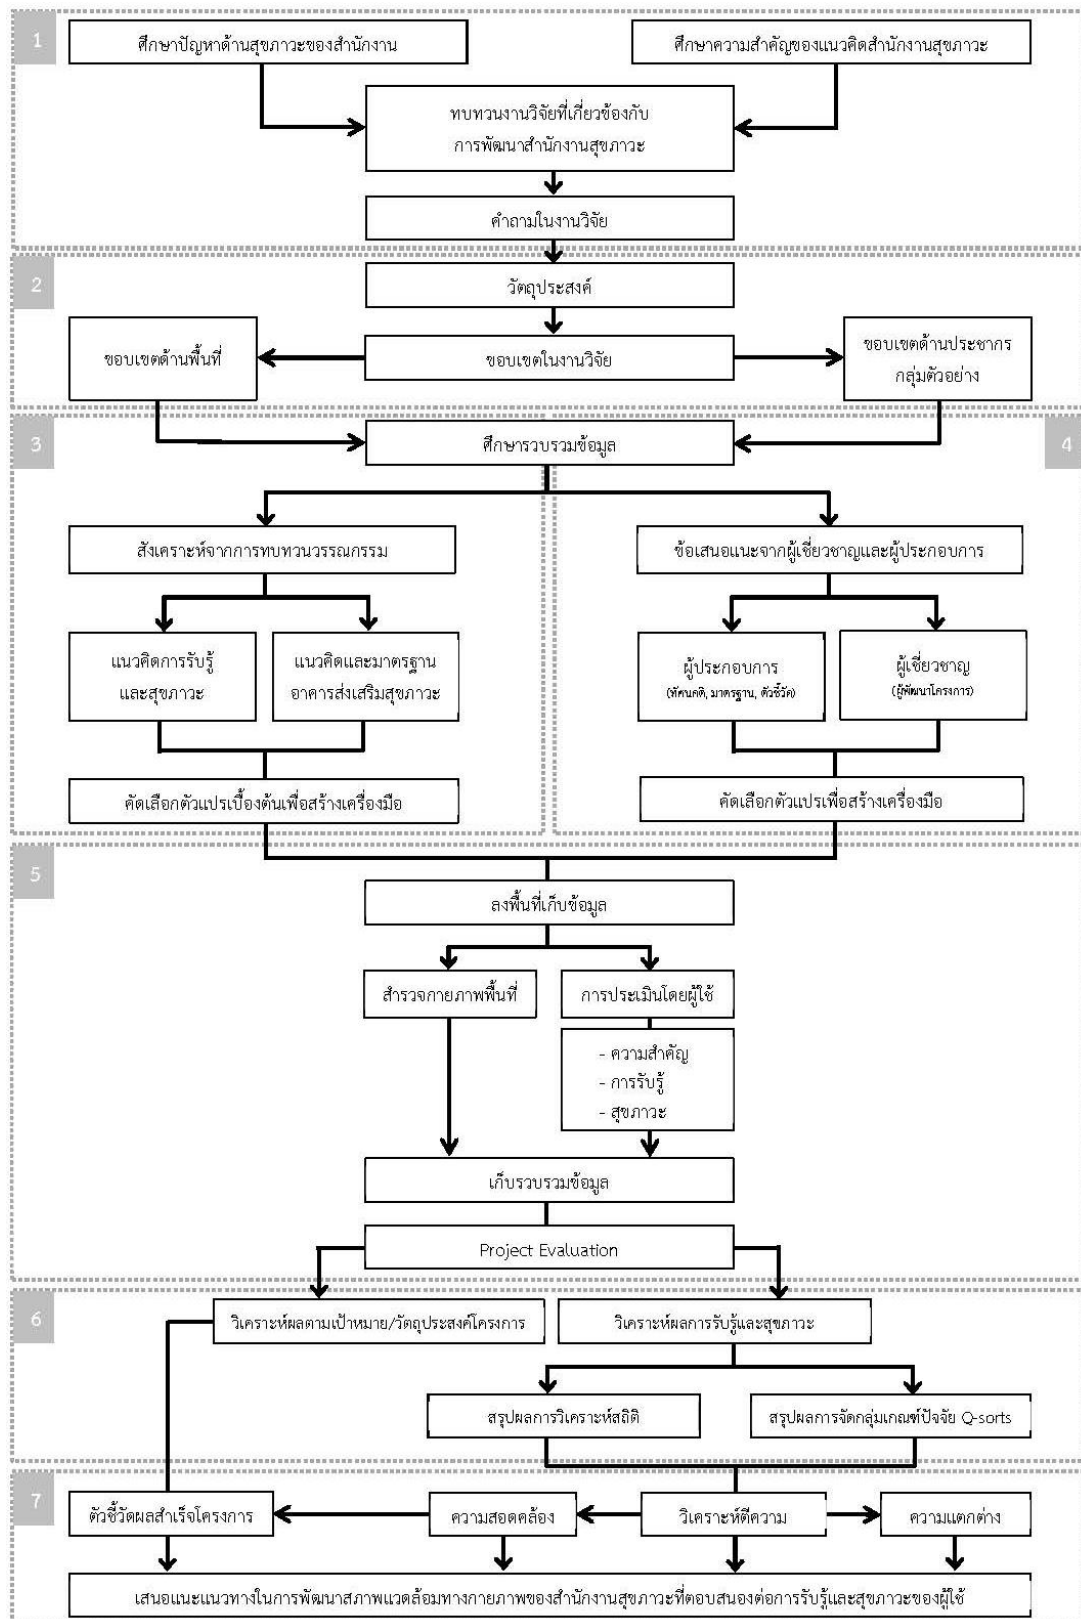 1
ศึกษาปัญหาด้านสุขภาวะของสำนักงาน
ศึกษาความสำคัญของแนวคิดสำนักงานสุขภาวะ
ทบทวนงานวิจัยที่เกี่ยวข้องกับ
การพัฒนาสำนักงานสุขภาวะ
คำถามในงานวิจัย
2
วัตถุประสงค์
ขอบเขตด้านพื้นที่
ขอบเขตในงานวิจัย
ขอบเขตด้านประชากร
กลุ่มตัวอย่าง
3
ศึกษารวบรวมข้อมูล
4
สังเคราะห์จากการทบทวนวรรณกรรม
ข้อเสนอแนะจากผู้เชี่ยวชาญและผู้ประกอบการ
แนวคิดการรับรู้
และสุขภาวะ
แนวคิดและมาตรฐาน
อาคารส่งเสริมสุขภาวะ
ผู้ประกอบการ
(ทัศนคติ, มาตรฐาน, ตัวชี้วัด)
ผู้เชี่ยวชาญ
(ผู้พัฒนาโครงการ)
คัดเลือกตัวแปรเบื้องต้นเพื่อสร้างเครื่องมือ
คัดเลือกตัวแปรเพื่อสร้างเครื่องมือ
5
ลงพื้นที่เก็บข้อมูล
สำรวจกายภาพพื้นที่
การประเมินโดยผู้ใช้
- ความสำคัญ
- การรับรู้
- สุขภาวะ
เก็บรวบรวมข้อมูล
Project Evaluation
6
วิเคราะห์ผลตามเป้าหมาย/วัตถุประสงค์โครงการ
วิเคราะห์ผลการรับรู้และสุขภาวะ
สรุปผลการวิเคราะห์สถิติ
สรุปผลการจัดกลุ่มเกณฑ์ปัจจัย Q-sorts
7
ตัวชี้วัดผลสำเร็จโครงการ
ความสอดคล้อง
วิเคราะห์ตีความ
ความแตกต่าง
เสนอแนะแนวทางในการพัฒนาสภาพแวดล้อมทางกายภาพของสำนักงานสุขภาวะที่ตอบสนองต่อการรับรู้และสุขภาวะของผู้ใช้